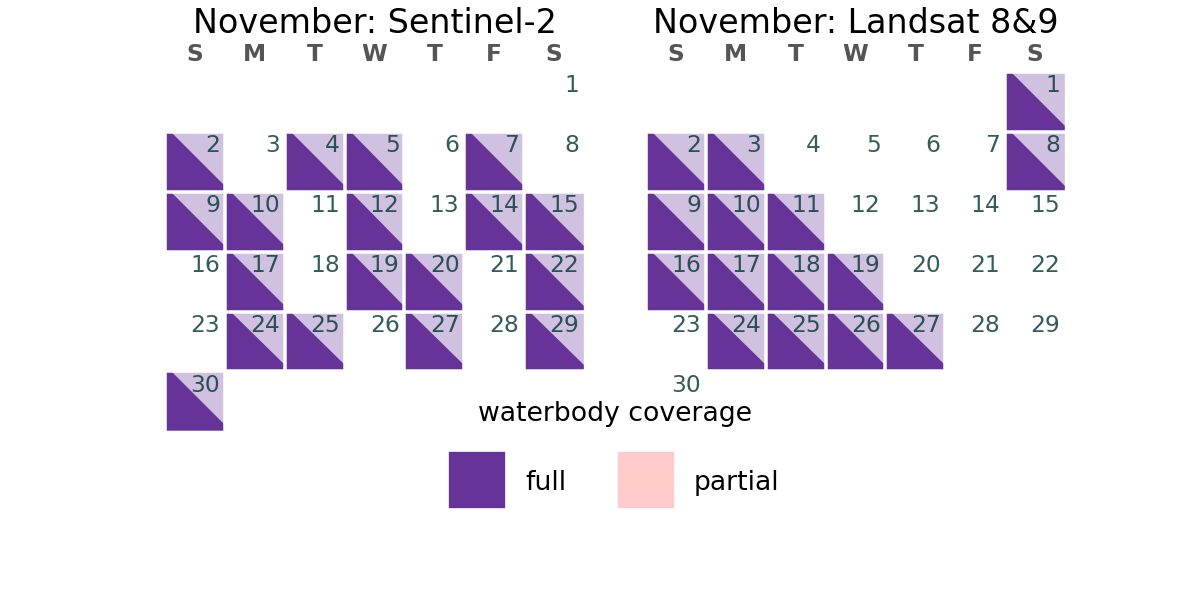 November: Sentinel-2
S M T W T F S
1
2 3 4 5 6 7 8
9 10 11 12 13 14 15
16 17 18 19 20 21 22
23 24 25 26 27 28 29
30
November: Landsat 8&9
S M T W T F S
1
2 3 4 5 6 7 8
9 10 11 12 13 14 15
16 17 18 19 20 21 22
23 24 25 26 27 28 29
30
waterbody coverage
full partial